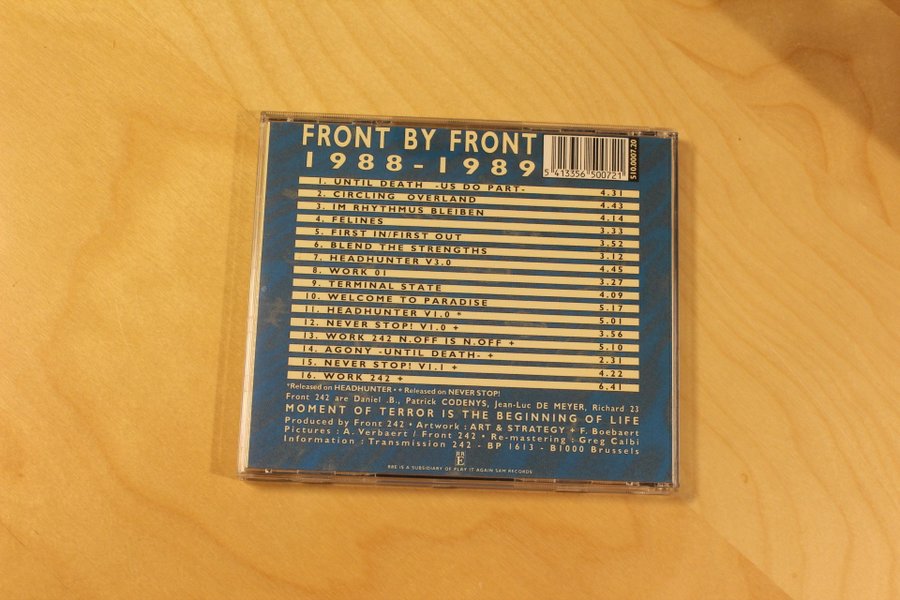 FRONT BY FRONT
1988-1989
5 413356 500721
510.0007.20
1. UNTIL DEATH -US DO PART- 4.31
2. CIRCLING OVERLAND 4.43
3. IM RHYTHMUS BLEIBEN 4.14
4. FELINES 3.33
5. FIRST IN/FIRST OUT 3.52
6. BLEND THE STRENGTHS 3.12
7. HEADHUNTER V3.0 4.45
8. WORK 01 3.27
9. TERMINAL STATE 4.09
10. WELCOME TO PARADISE 5.17
11. HEADHUNTER V1.0 * 5.01
12. NEVER STOP! V1.0 + 3.56
13. WORK 242 N.OFF IS N.OFF + 5.10
14. AGONY -UNTIL DEATH- + 2.31
15. NEVER STOP! V1.1 + 4.22
16. WORK 242 + 6.41
*Released on HEADHUNTER • + Released on NEVER STOP!
Front 242 are Daniel .B., Patrick CODENYS, Jean-Luc DE MEYER, Richard 23
MOMENT OF TERROR IS THE BEGINNING OF LIFE
Produced by Front 242 • Artwork : ART & STRATEGY • F. Boebaert
Pictures : A. Verbaert / Front 242 • Re-mastering : Greg Calbi
Information : Transmission 242 - BP 1613 - B1000 Brussels
RRE IS A SUBSIDIARY OF PLAY IT AGAIN SAM RECORDS